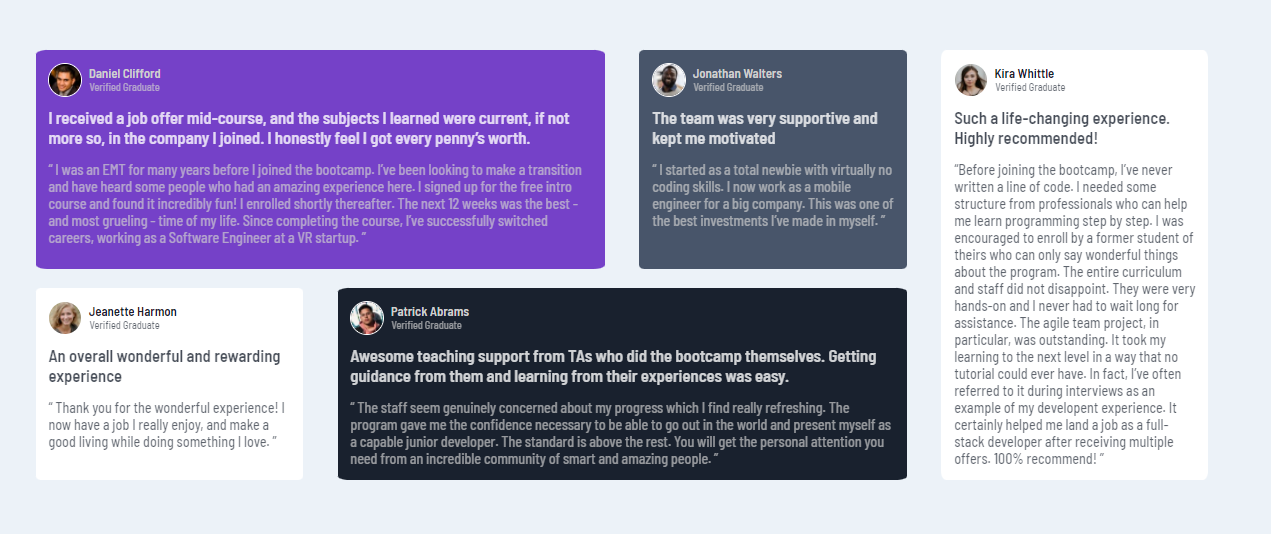 Daniel Clifford
Verified Graduate
I received a job offer mid-course, and the subjects I learned were current, if not
more so, in the company I joined. I honestly feel I got every penny’s worth.
“ I was an EMT for many years before I joined the bootcamp. I’ve been looking to make a transition
and have heard some people who had an amazing experience here. I signed up for the free intro
course and found it incredibly fun! I enrolled shortly thereafter. The next 12 weeks was the best -
and most grueling - time of my life. Since completing the course, I’ve successfully switched
careers, working as a Software Engineer at a VR startup. ”
Jonathan Walters
Verified Graduate
The team was very supportive and
kept me motivated
“ I started as a total newbie with virtually no
coding skills. I now work as a mobile
engineer for a big company. This was one of
the best investments I’ve made in myself. ”
Kira Whittle
Verified Graduate
Such a life-changing experience.
Highly recommended!
“Before joining the bootcamp, I’ve never
written a line of code. I needed some
structure from professionals who can help
me learn programming step by step. I was
encouraged to enroll by a former student of
theirs who can only say wonderful things
about the program. The entire curriculum
and staff did not disappoint. They were very
hands-on and I never had to wait long for
assistance. The agile team project, in
particular, was outstanding. It took my
learning to the next level in a way that no
tutorial could ever have. In fact, I’ve often
referred to it during interviews as an
example of my developent experience. It
certainly helped me land a job as a full-
stack developer after receiving multiple
offers. 100% recommend! ”
Jeanette Harmon
Verified Graduate
An overall wonderful and rewarding
experience
“ Thank you for the wonderful experience! I
now have a job I really enjoy, and make a
good living while doing something I love. ”
Patrick Abrams
Verified Graduate
Awesome teaching support from TAs who did the bootcamp themselves. Getting
guidance from them and learning from their experiences was easy.
“ The staff seem genuinely concerned about my progress which I find really refreshing. The
program gave me the confidence necessary to be able to go out in the world and present myself as
a capable junior developer. The standard is above the rest. You will get the personal attention you
need from an incredible community of smart and amazing people. ”